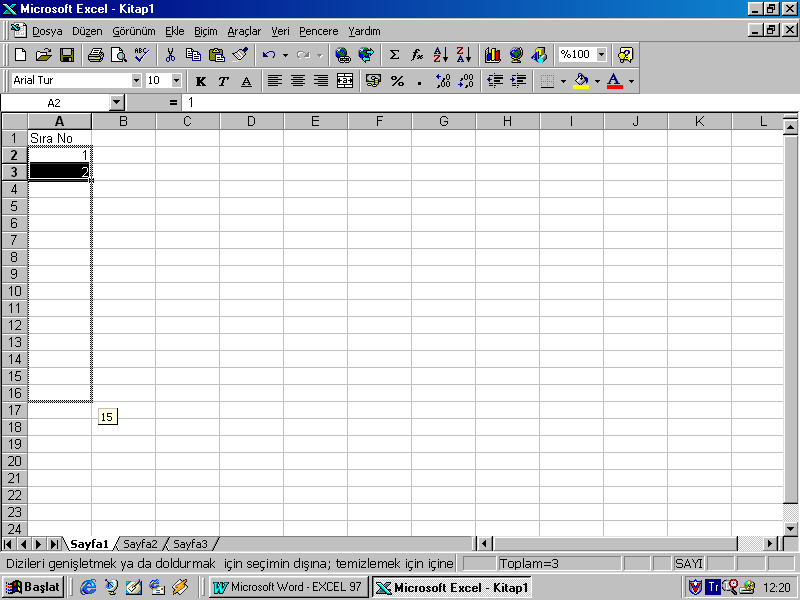 Microsoft Excel - Kitap1
Dosya Düzen Görünüm Ekle Biçim Araçlar Veri Pencere Yardım
%100
Arial Tur 10 K T A
A2 = 1
A B C D E F G H I J K L
1 Sıra No
2 1
3 2
4
5
6
7
8
9
10
11
12
13
14
15
16
17 15
18
19
20
21
22
23
24
Sayfa1 Sayfa2 Sayfa3
Dizileri genişletmek ya da doldurmak için seçimin dışına; temizlemek için içine Toplam=3 SAYI
Başlat Microsoft Word - EXCEL 97 Microsoft Excel - Kitap1 Tr 12:20